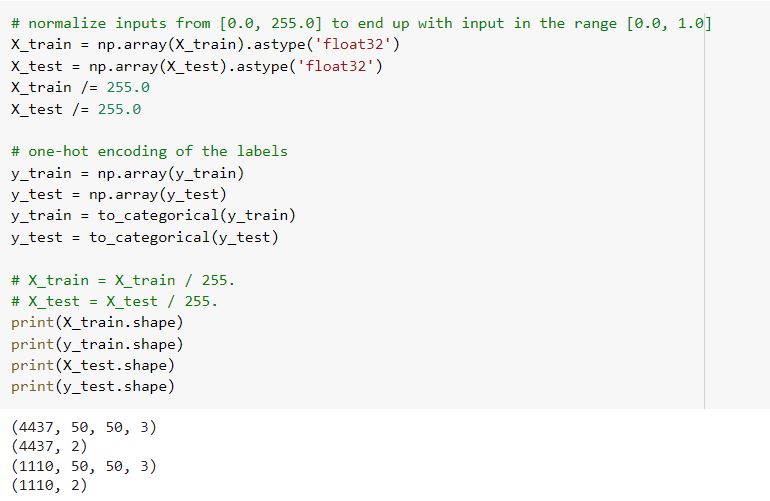 # normalize inputs from [0.0, 255.0] to end up with input in the range [0.0, 1.0]
X_train = np.array(X_train).astype('float32')
X_test = np.array(X_test).astype('float32')
X_train /= 255.0
X_test /= 255.0
# one-hot encoding of the labels
y_train = np.array(y_train)
y_test = np.array(y_test)
y_train = to_categorical(y_train)
y_test = to_categorical(y_test)
# X_train = X_train / 255.
# X_test = X_test / 255.
print(X_train.shape)
print(y_train.shape)
print(X_test.shape)
print(y_test.shape)
(4437, 50, 50, 3)
(4437, 2)
(1110, 50, 50, 3)
(1110, 2)